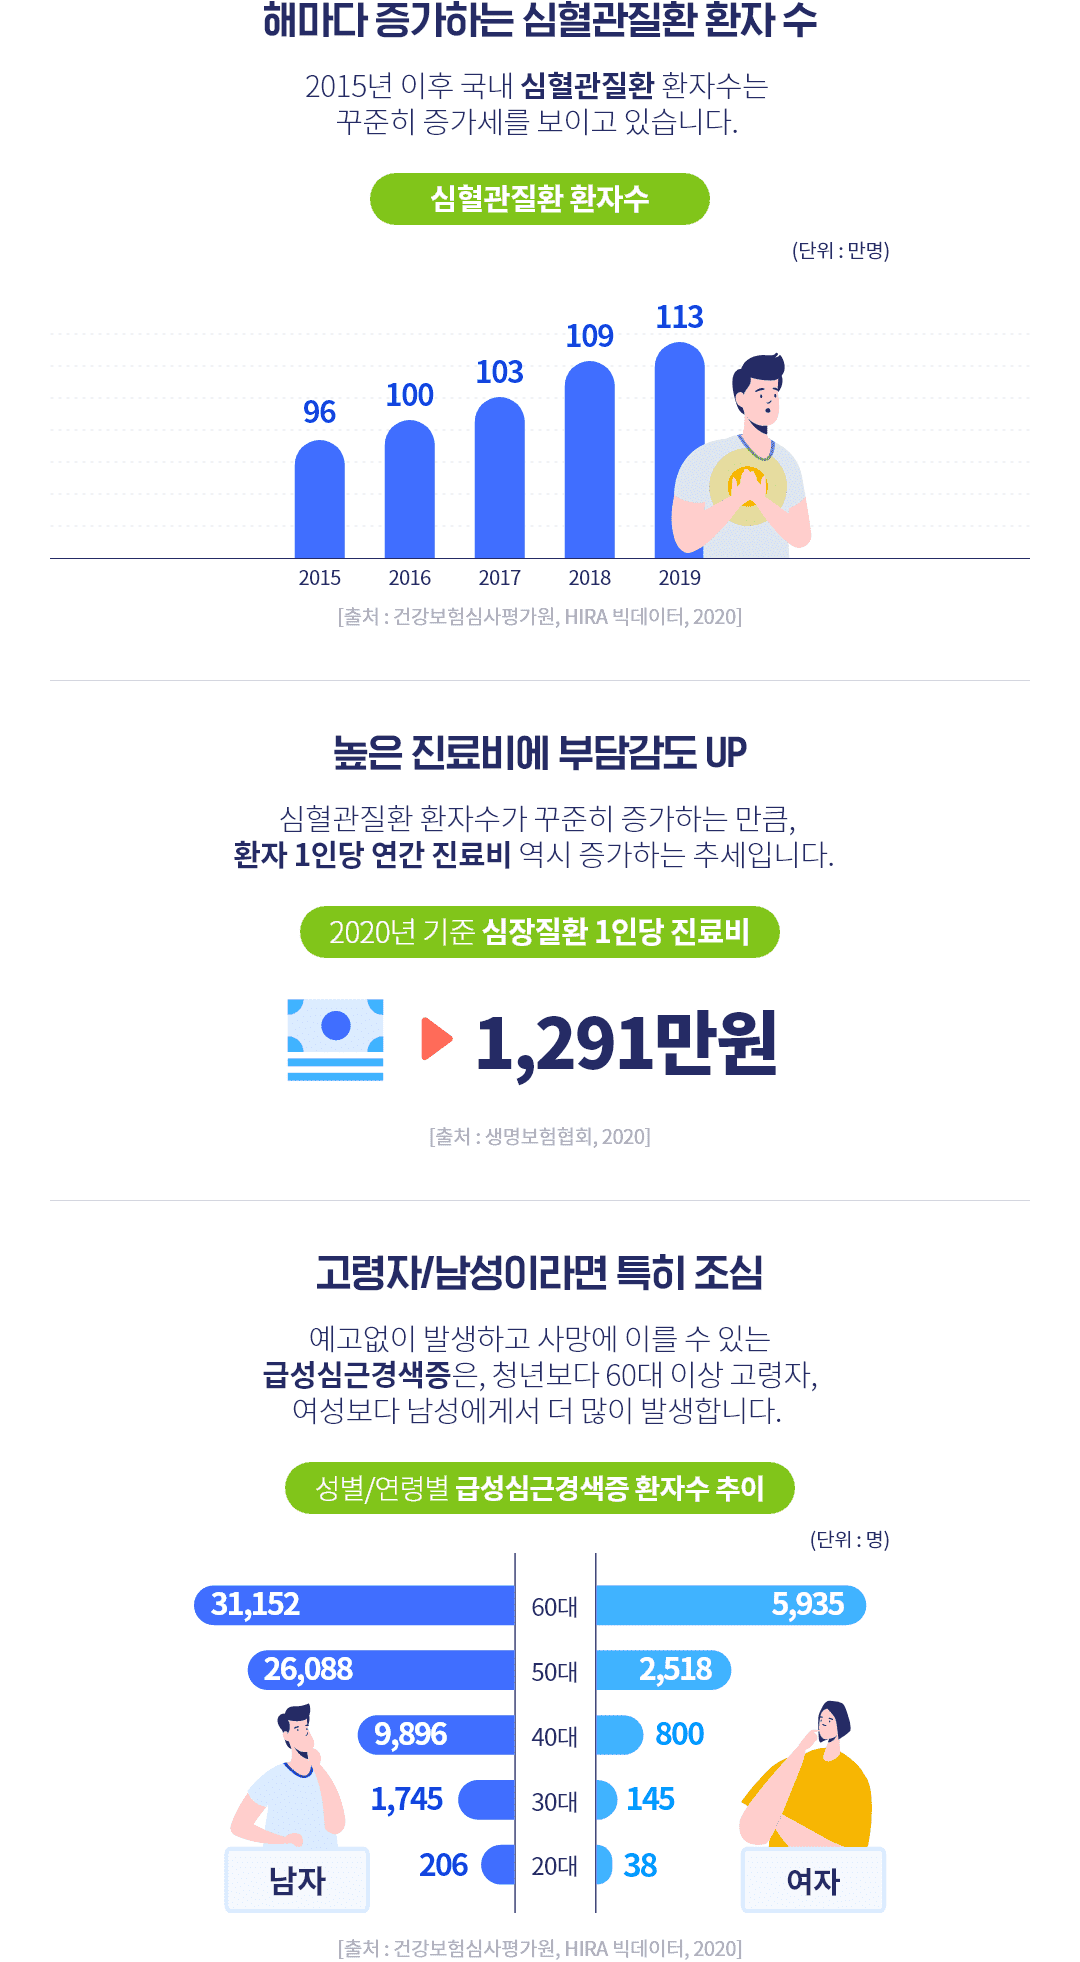 해마다 증가하는 심혈관질환 환자 수
2015년 이후 국내 심혈관질환 환자수는
꾸준히 증가세를 보이고 있습니다.
심혈관질환 환자수
(단위 : 만명)
96
100
103
109
113
2015
2016
2017
2018
2019
[출처 : 건강보험심사평가원, HIRA 빅데이터, 2020]
높은 진료비에 부담감도 UP
심혈관질환 환자수가 꾸준히 증가하는 만큼,
환자 1인당 연간 진료비 역시 증가하는 추세입니다.
2020년 기준 심장질환 1인당 진료비
1,291만원
[출처 : 생명보험협회, 2020]
고령자/남성이라면 특히 조심
예고없이 발생하고 사망에 이를 수 있는
급성심근경색증은, 청년보다 60대 이상 고령자,
여성보다 남성에게서 더 많이 발생합니다.
성별/연령별 급성심근경색증 환자수 추이
(단위 : 명)
31,152 60대 5,935
26,088 50대 2,518
9,896 40대 800
1,745 30대 145
206 20대 38
남자
여자
[출처 : 건강보험심사평가원, HIRA 빅데이터, 2020]